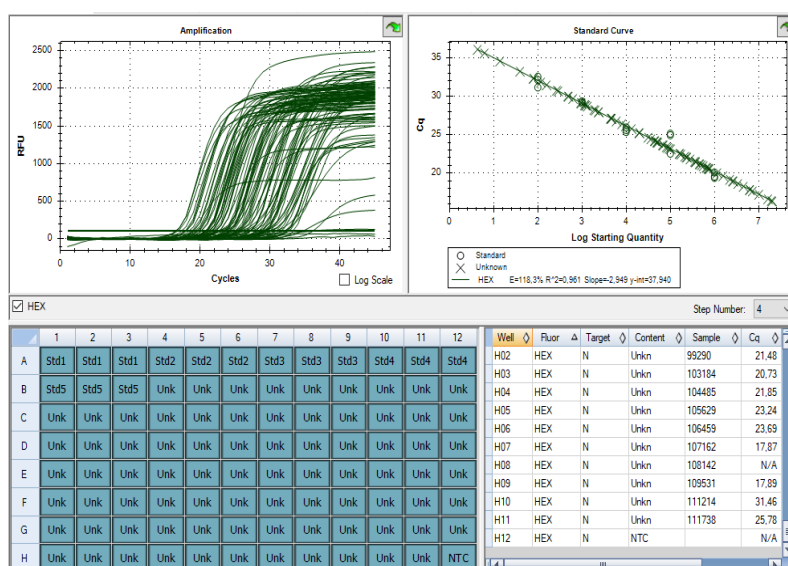 Amplification
2500
2000
1500
1000
500
0
RFU
0 10 20 30 40
Cycles
Log Scale
Standard Curve
35
30
25
20
Cq
0 1 2 3 4 5 6 7
Log Starting Quantity
Standard
Unknown
HEX E=118,3% R^2=0,961 Slope=-2,949 y-int=37,940
HEX
Step Number: 4
1 2 3 4 5 6 7 8 9 10 11 12
A Std1 Std1 Std1 Std2 Std2 Std2 Std3 Std3 Std3 Std4 Std4 Std4
B Std5 Std5 Std5 Unk Unk Unk Unk Unk Unk Unk Unk Unk
C Unk Unk Unk Unk Unk Unk Unk Unk Unk Unk Unk Unk
D Unk Unk Unk Unk Unk Unk Unk Unk Unk Unk Unk Unk
E Unk Unk Unk Unk Unk Unk Unk Unk Unk Unk Unk Unk
F Unk Unk Unk Unk Unk Unk Unk Unk Unk Unk Unk Unk
G Unk Unk Unk Unk Unk Unk Unk Unk Unk Unk Unk Unk
H Unk Unk Unk Unk Unk Unk Unk Unk Unk Unk Unk NTC
Well Fluor Target Content Sample Cq
H02 HEX N Unkn 99290 21,48
H03 HEX N Unkn 103184 20,73
H04 HEX N Unkn 104485 21,85
H05 HEX N Unkn 105629 23,24
H06 HEX N Unkn 106459 23,69
H07 HEX N Unkn 107162 17,87
H08 HEX N Unkn 108142 N/A
H09 HEX N Unkn 109531 17,89
H10 HEX N Unkn 111214 31,46
H11 HEX N Unkn 111738 25,78
H12 HEX N NTC N/A